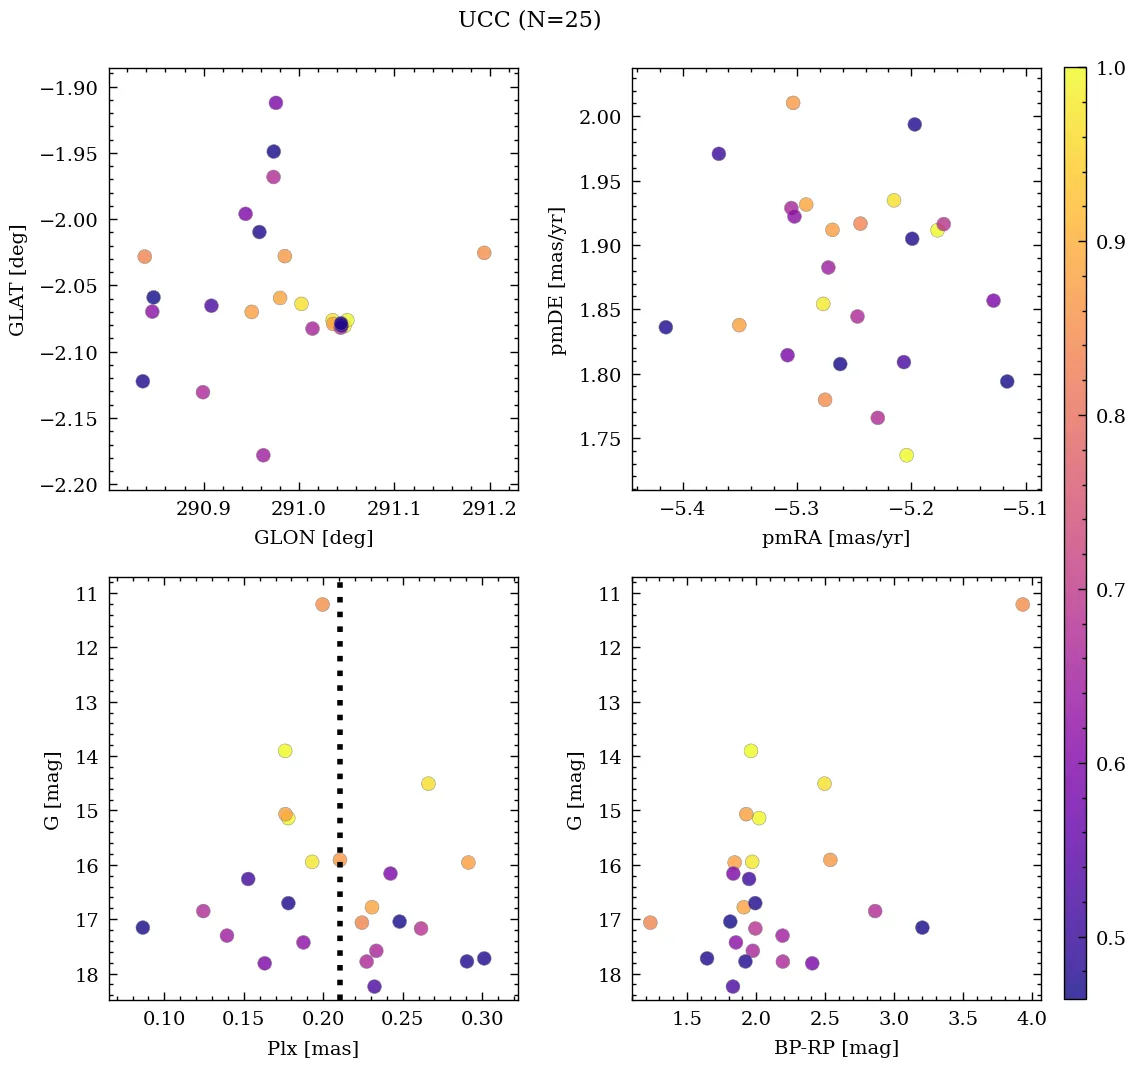 UCC (N=25)
−1.90
−1.95
−2.00
−2.05
−2.10
−2.15
−2.20
GLAT [deg]
290.9 291.0 291.1 291.2
GLON [deg]
2.00
1.95
1.90
1.85
1.80
1.75
pmDE [mas/yr]
−5.4 −5.3 −5.2 −5.1
pmRA [mas/yr]
11
12
13
14
15
16
17
18
G [mag]
0.10 0.15 0.20 0.25 0.30
Plx [mas]
11
12
13
14
15
16
17
18
G [mag]
1.5 2.0 2.5 3.0 3.5 4.0
BP-RP [mag]
1.0
0.9
0.8
0.7
0.6
0.5